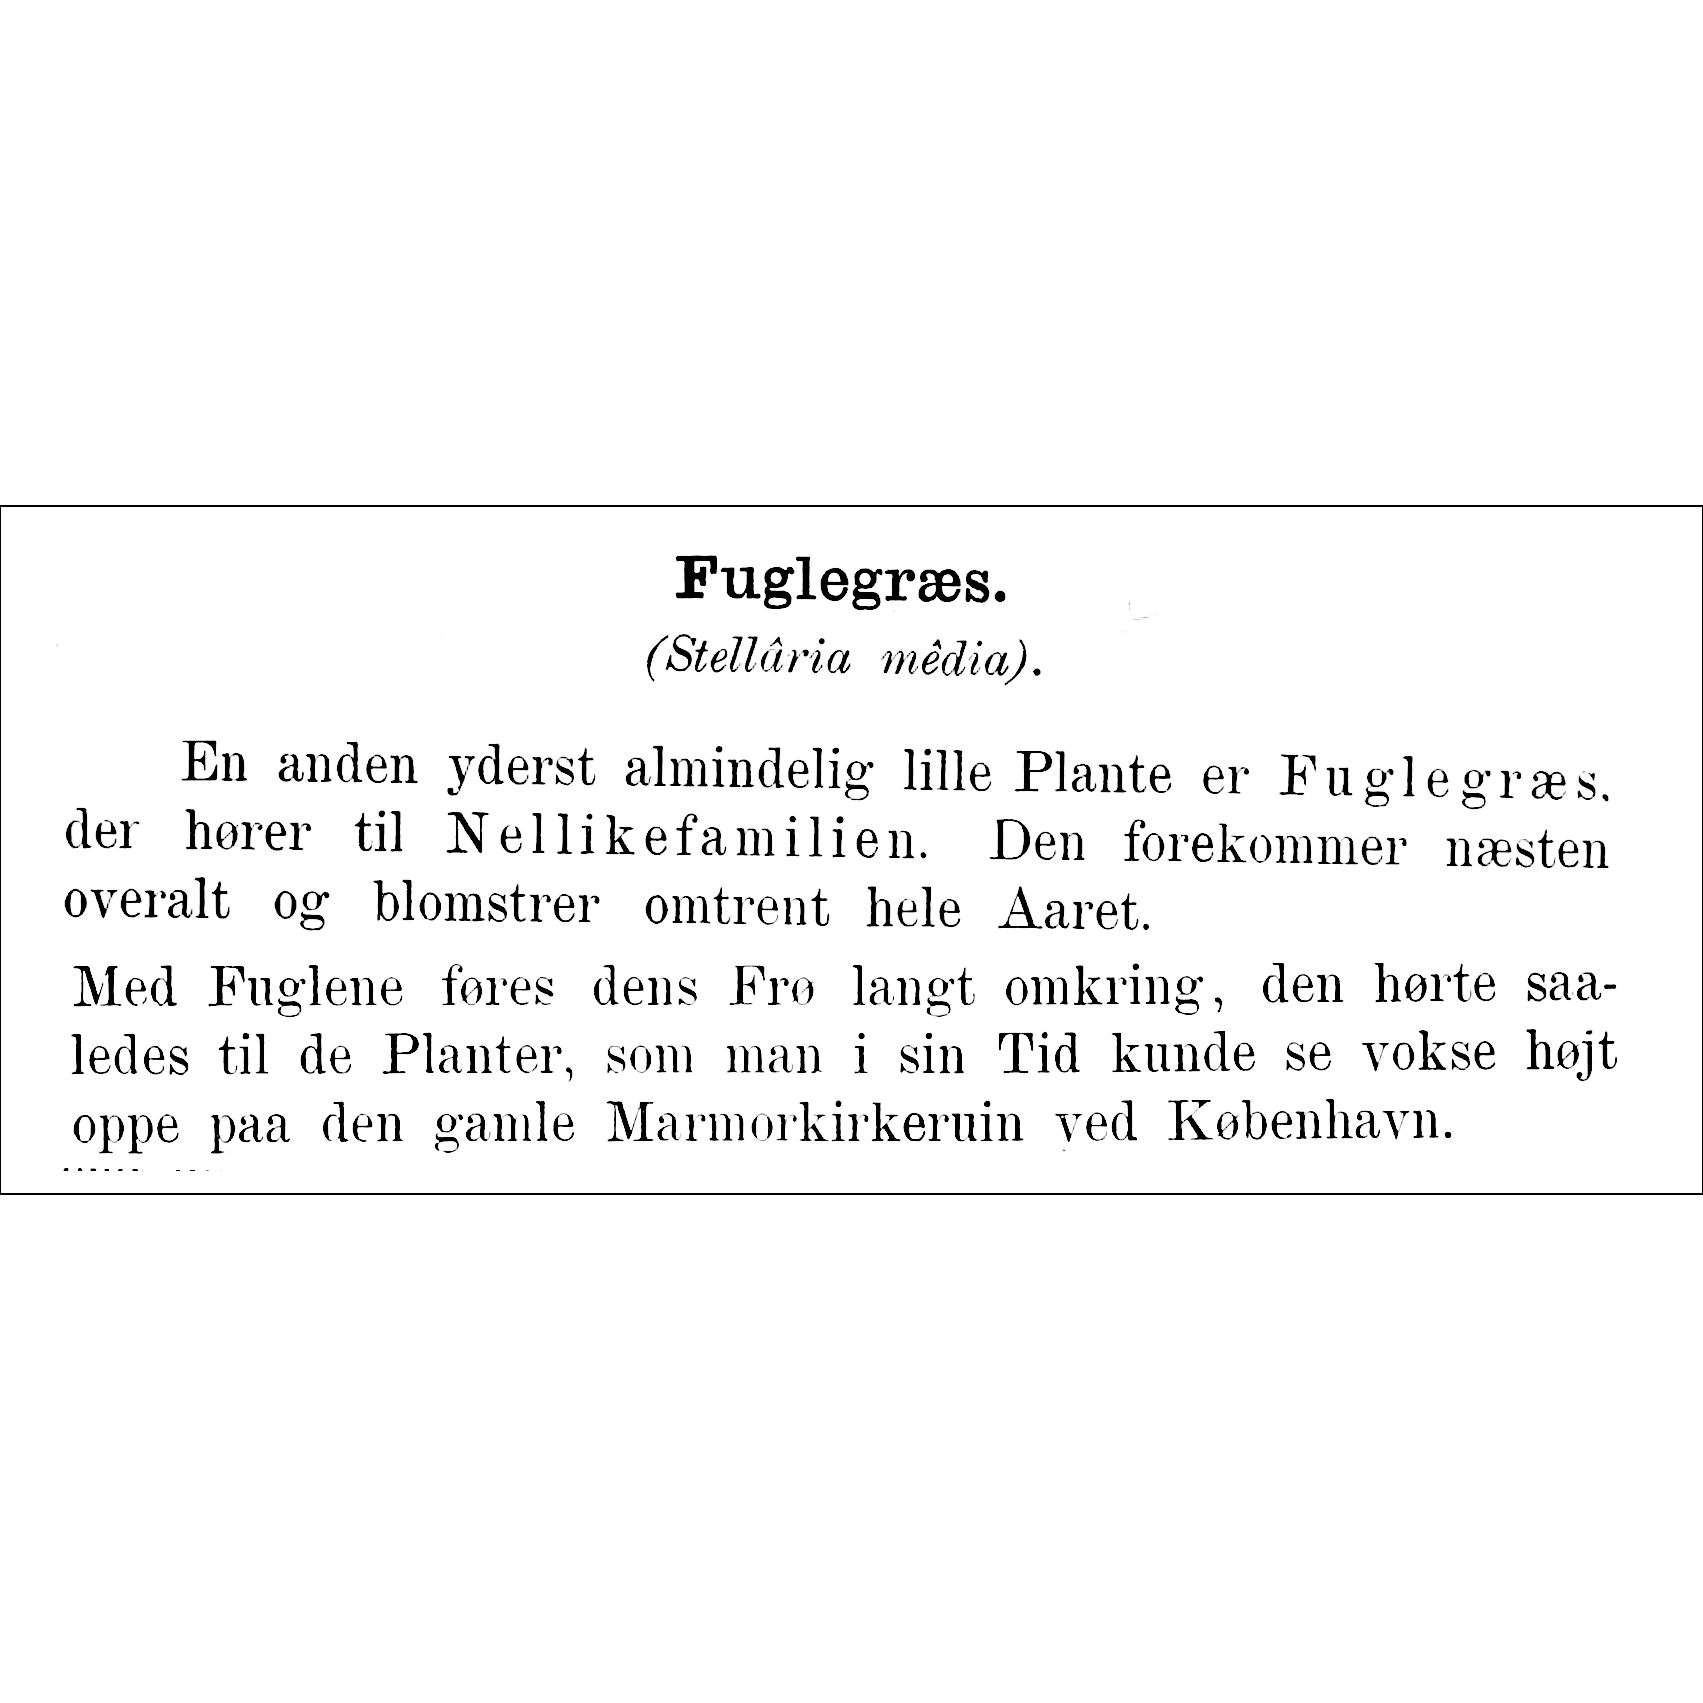 Fuglegræs.
(Stellâria mêdia).
En anden yderst almindelig lille Plante er Fuglegræs,
der hører til Nellikefamilien. Den forekommer næsten
overalt og blomstrer omtrent hele Aaret.
Med Fuglene føres dens Frø langt omkring, den hørte saa-
ledes til de Planter, som man i sin Tid kunde se vokse højt
oppe paa den gamle Marmorkirkeruin ved København.